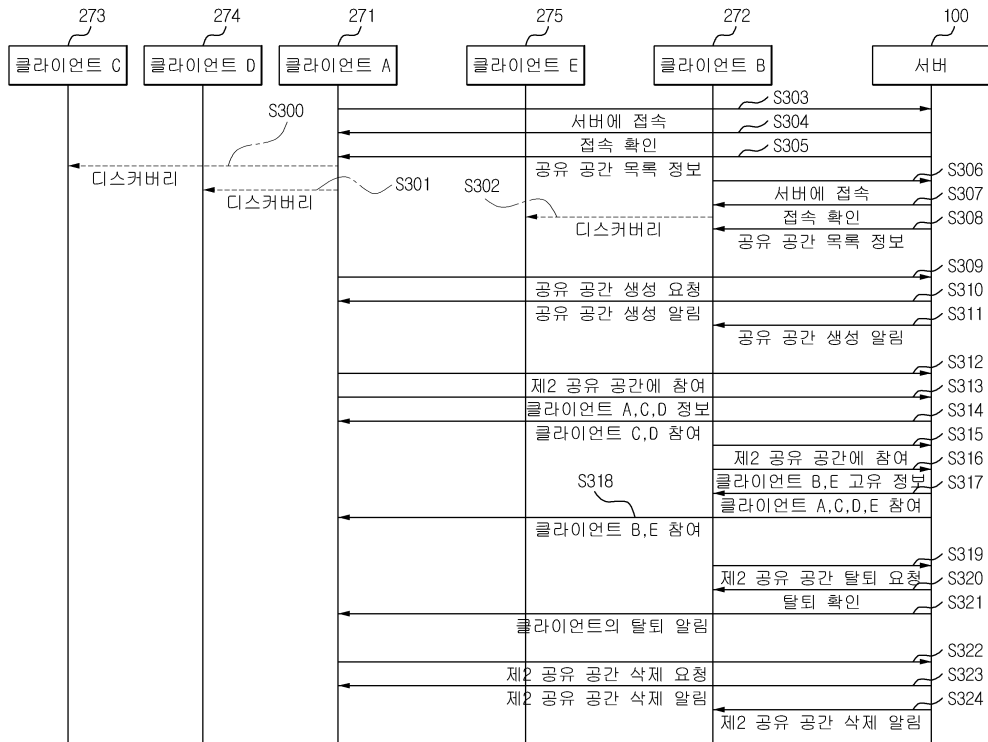 273 274 271 275 272 100
클라이언트 C 클라이언트 D 클라이언트 A 클라이언트 E 클라이언트 B 서버
S303
S300 서버에 접속 S304
접속 확인 S305
디스커버리 공유 공간 목록 정보 S306
디스커버리 S301 S302 서버에 접속 S307
디스커버리 접속 확인 S308
공유 공간 목록 정보
S309
공유 공간 생성 요청 S310
공유 공간 생성 알림 S311
공유 공간 생성 알림
S312
제2 공유 공간에 참여 S313
클라이언트 A,C,D 정보 S314
클라이언트 C,D 참여 S315
제2 공유 공간에 참여 S316
S318 클라이언트 B,E 고유 정보 S317
클라이언트 A,C,D,E 참여
클라이언트 B,E 참여
S319
제2 공유 공간 탈퇴 요청 S320
탈퇴 확인 S321
클라이언트의 탈퇴 알림
S322
제2 공유 공간 삭제 요청 S323
제2 공유 공간 삭제 알림 S324
제2 공유 공간 삭제 알림